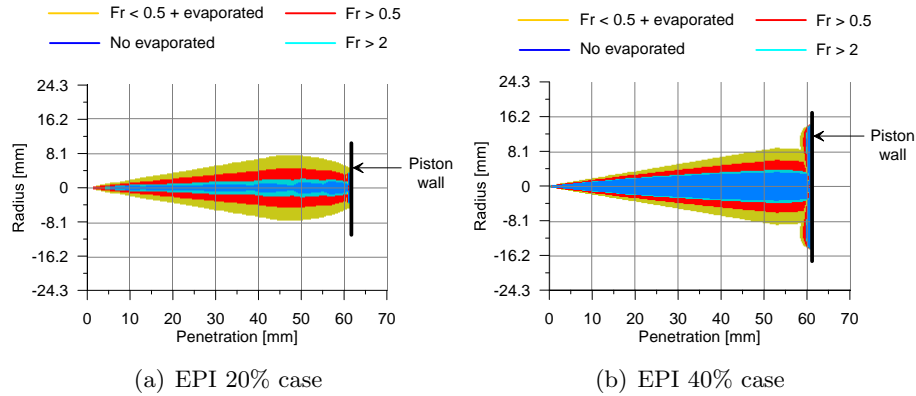 Fr < 0.5 + evaporated
Fr > 0.5
No evaporated
Fr > 2
24.3
16.2
8.1
0
-8.1
-16.2
-24.3
Radius [mm]
Piston
wall
0 10 20 30 40 50 60 70
Penetration [mm]
(a) EPI 20% case
Fr < 0.5 + evaporated
Fr > 0.5
No evaporated
Fr > 2
24.3
16.2
8.1
0
-8.1
-16.2
-24.3
Radius [mm]
Piston
wall
0 10 20 30 40 50 60 70
Penetration [mm]
(b) EPI 40% case